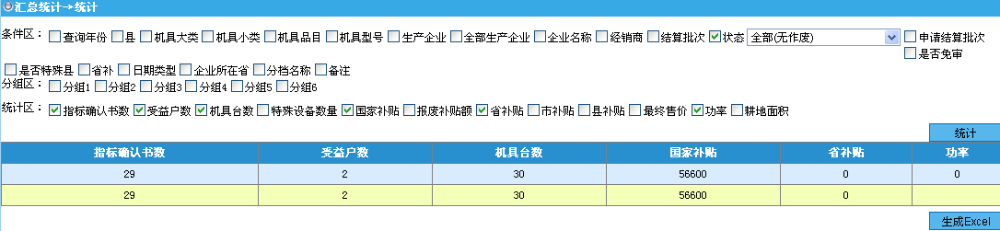 汇总统计→统计
条件区： 查询年份 县 机具大类 机具小类 机具品目 机具型号 生产企业 全部生产企业 企业名称 经销商 结算批次 状态 全部(无作废) 申请结算批次
是否免审
是否特殊县 省补 日期类型 企业所在省 分档名称 备注
分组区： 分组1 分组2 分组3 分组4 分组5 分组6
统计区： 指标确认书数 受益户数 机具台数 特殊设备数量 国家补贴 报废补贴额 省补贴 市补贴 县补贴 最终售价 功率 耕地面积
统计
指标确认书数 受益户数 机具台数 国家补贴 省补贴 功率
29 2 30 56600 0 0
29 2 30 56600 0
生成Excel